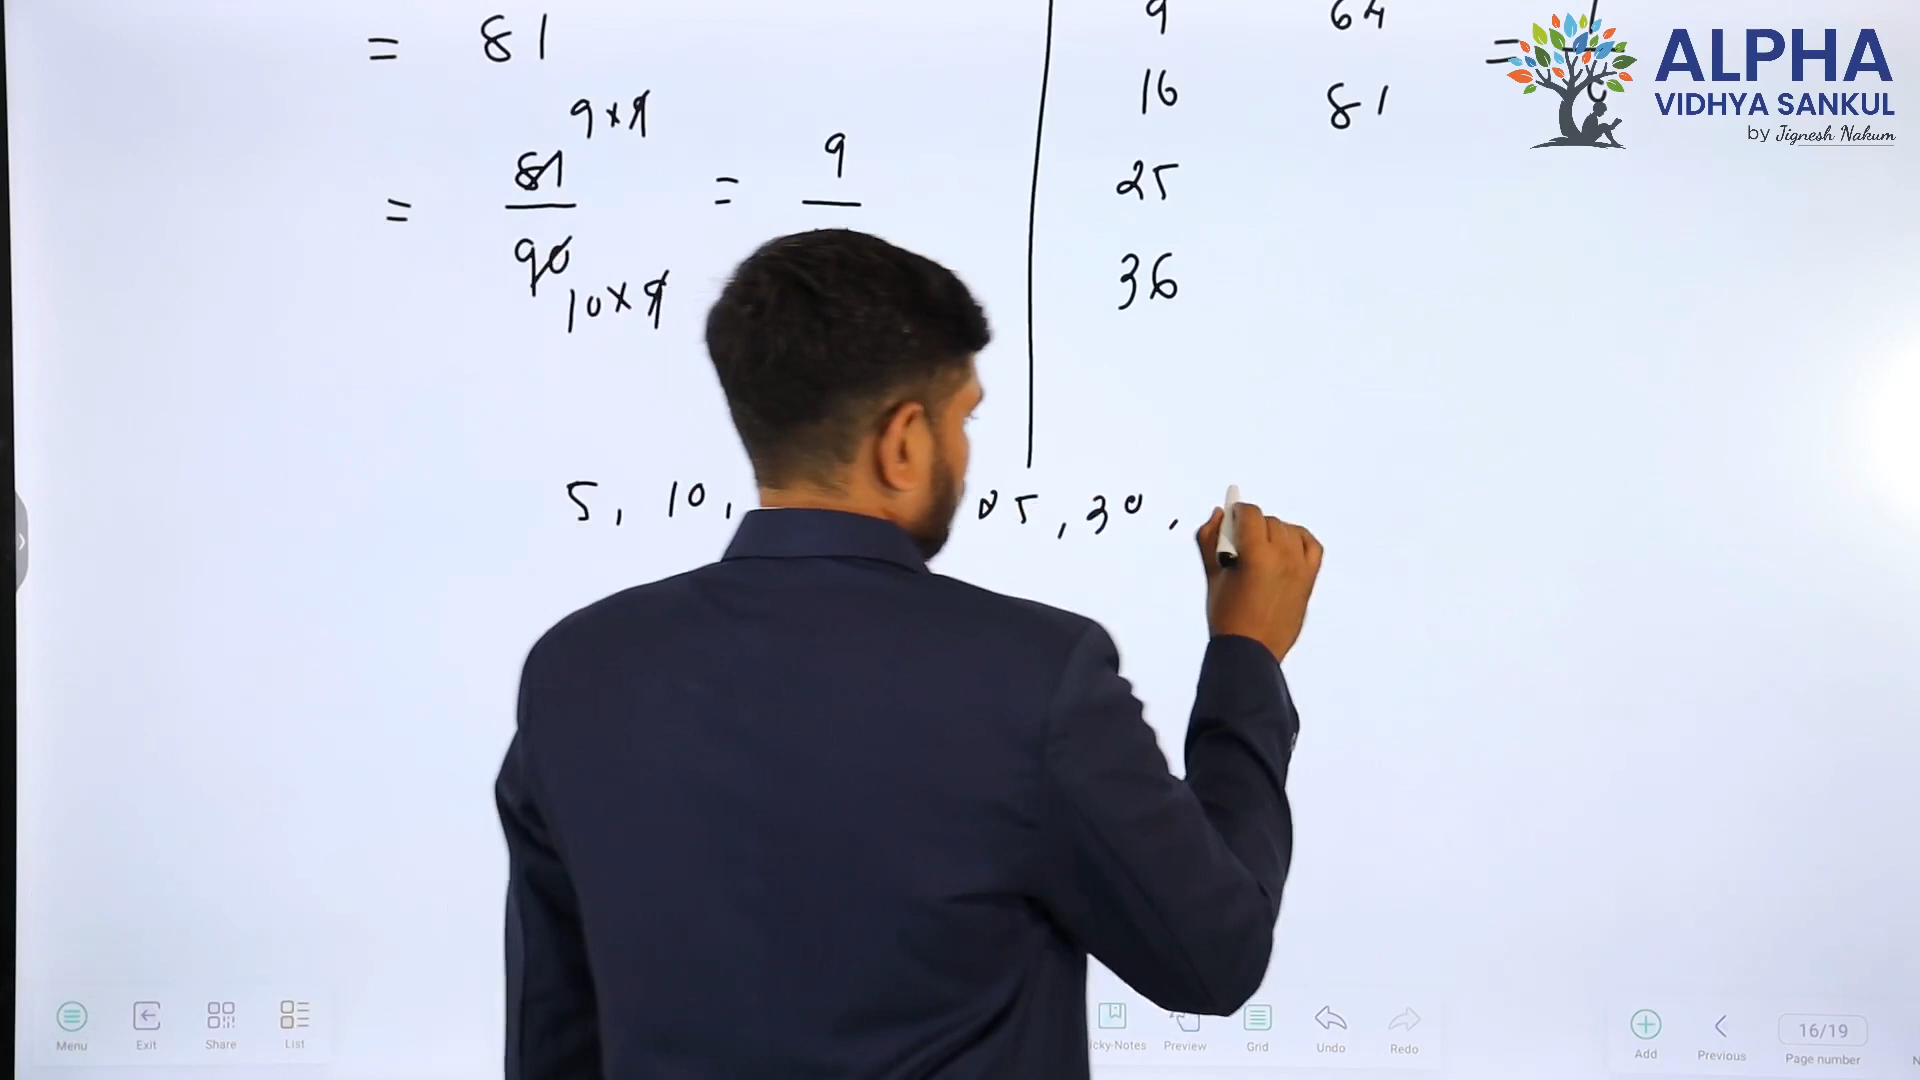 = 81
9 × 9
= 81 / 90 = 9
10 × 9
9 64
16 81
25
36
=
5, 10, 25, 30,
ALPHA
VIDHYA SANKUL
by Jignesh Nakum
Menu Exit Share List
Preview Grid Undo Redo
Add Previous 16/19 Page number